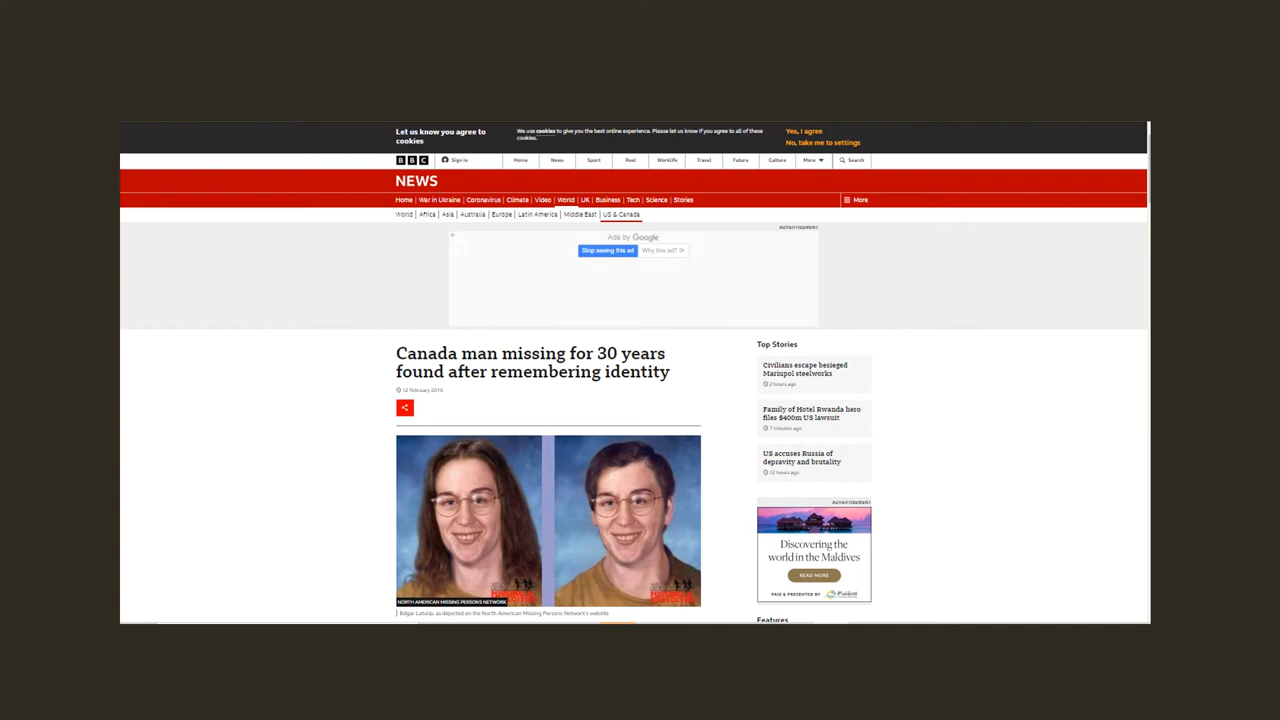 Let us know you agree to
cookies
We use cookies to give you the best online experience. Please let us know if you agree to all of these
cookies.
Yes, I agree
No, take me to settings
BBC
Sign in
Home
News
Sport
Reel
Worklife
Travel
Future
Culture
More
Search
NEWS
Home | War in Ukraine | Coronavirus | Climate | Video | World | UK | Business | Tech | Science | Stories
More
World | Africa | Asia | Australia | Europe | Latin America | Middle East | US & Canada
ADVERTISEMENT
Ads by Google
Stop seeing this ad
Why this ad?
Canada man missing for 30 years
found after remembering identity
12 February 2016
NORTH AMERICAN MISSING PERSONS NETWORK
Edgar Latulip, as depicted on the North American Missing Persons Network's website
Top Stories
Civilians escape besieged
Mariupol steelworks
2 hours ago
Family of Hotel Rwanda hero
files $400m US lawsuit
7 minutes ago
US accuses Russia of
depravity and brutality
12 hours ago
ADVERTISEMENT
Discovering the
world in the Maldives
READ MORE
PAID & PRESENTED BY
Maldives
Features